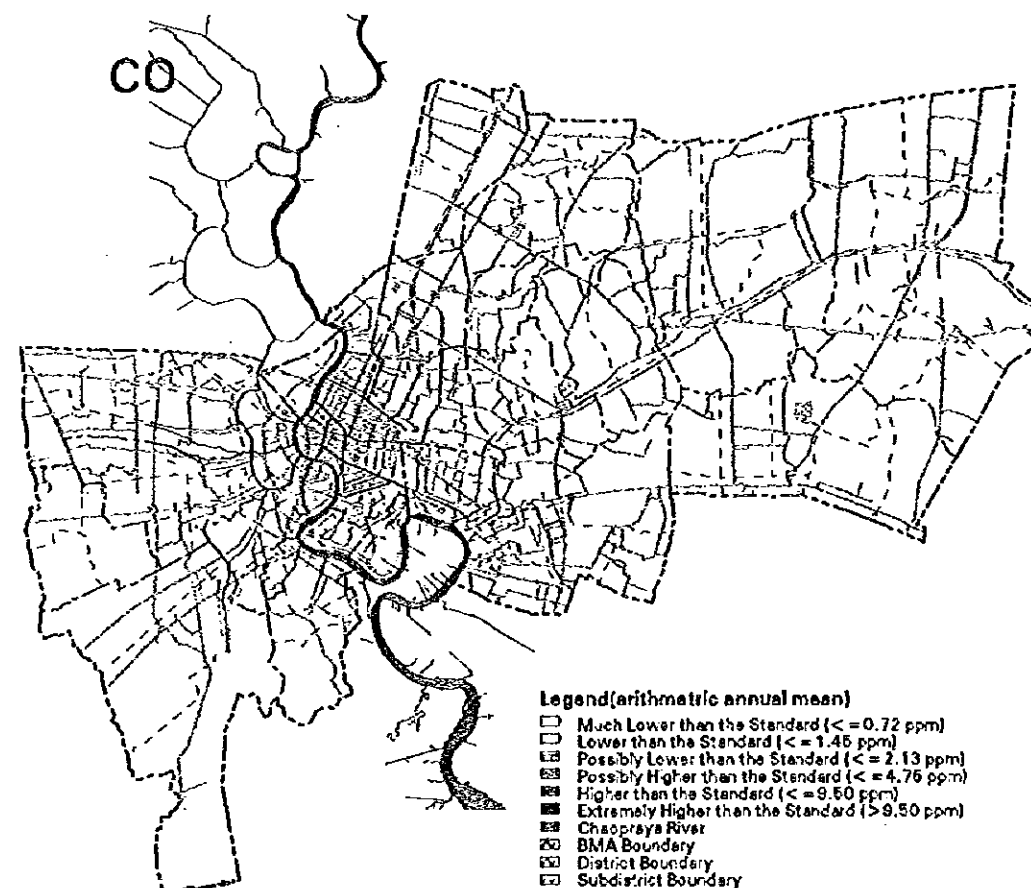 CO
Legend(arithmetric annual mean)
Much Lower than the Standard (< = 0.72 ppm)
Lower than the Standard (< = 1.45 ppm)
Possibly Lower than the Standard (< = 2.13 ppm)
Possibly Higher than the Standard (< = 4.75 ppm)
Higher than the Standard (< = 9.50 ppm)
Extremely Higher than the Standard (>9.50 ppm)
Chaopraya River
BMA Boundary
District Boundary
Subdistrict Boundary